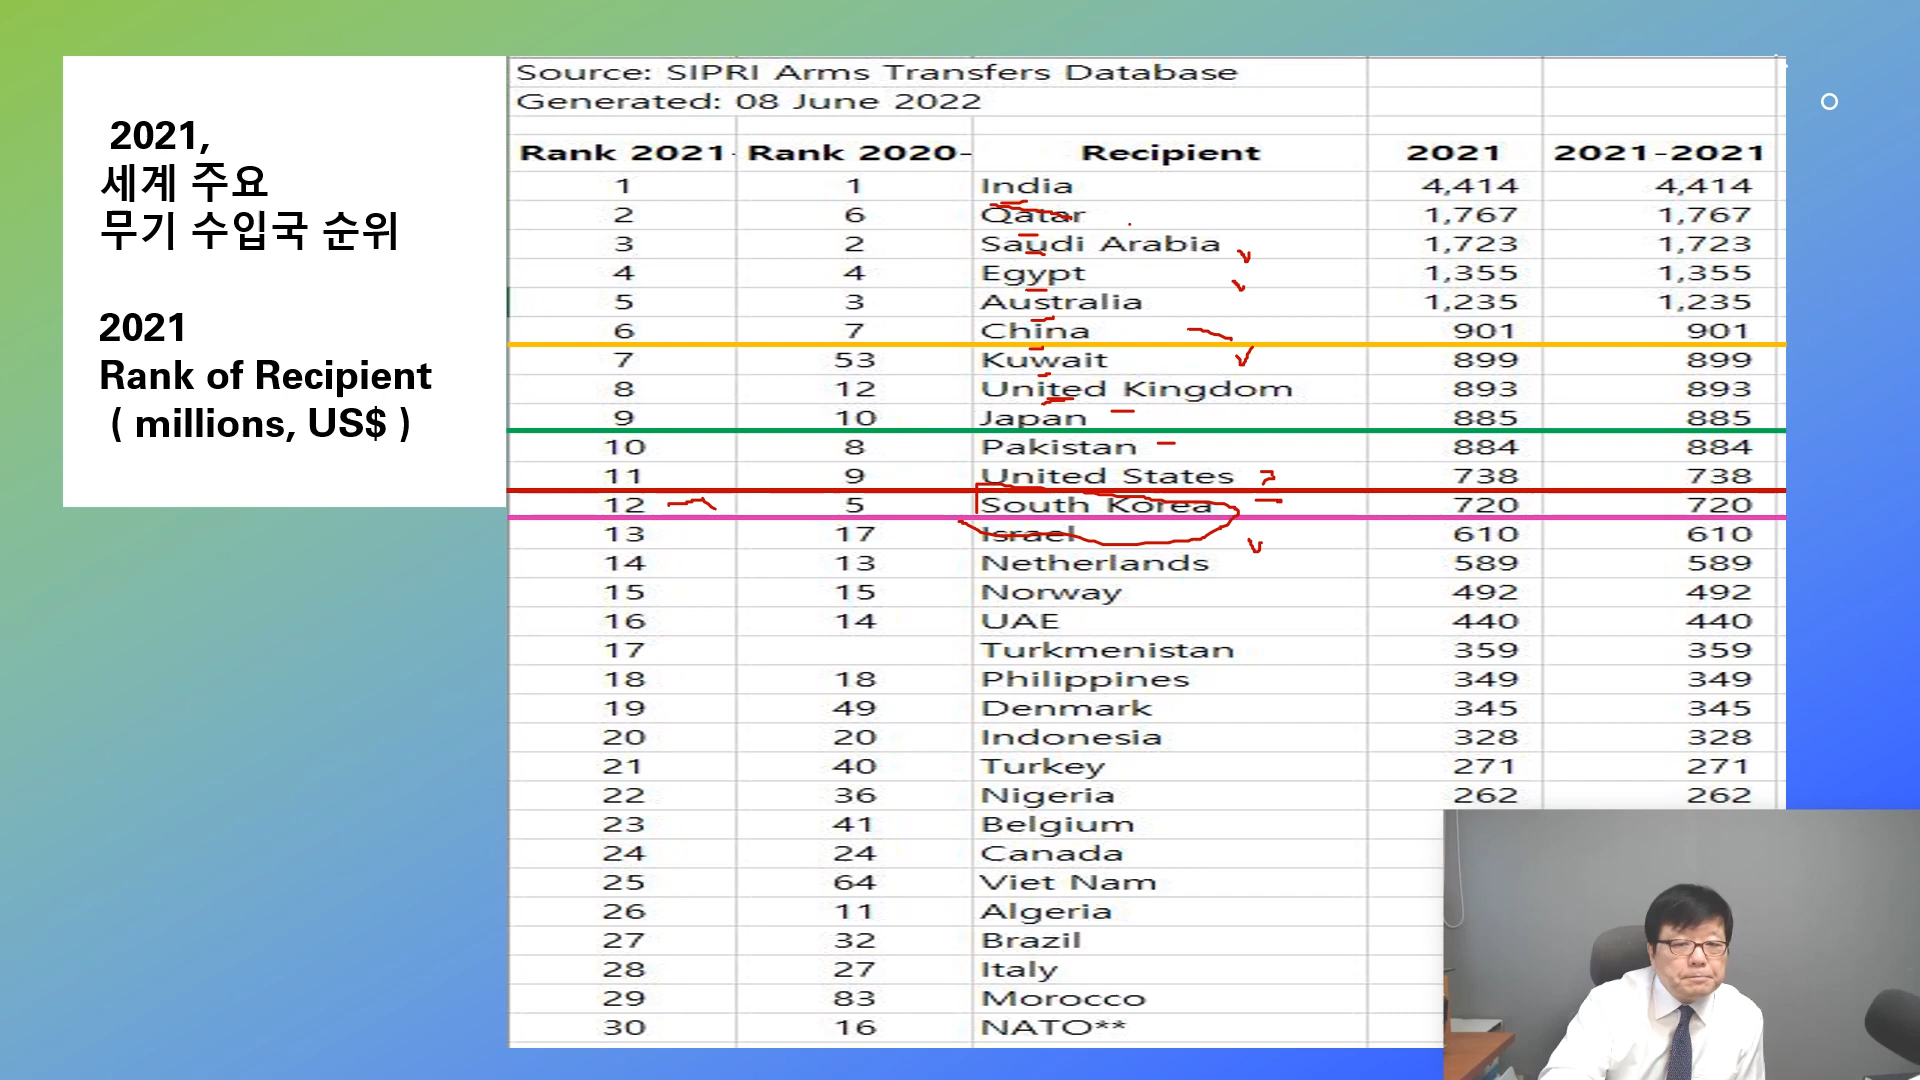 2021,
세계 주요
무기 수입국 순위
2021
Rank of Recipient
( millions, US$ )
Source: SIPRI Arms Transfers Database
Generated: 08 June 2022
Rank 2021- Rank 2020- Recipient 2021 2021-2021
1 1 India 4,414 4,414
2 6 Qatar 1,767 1,767
3 2 Saudi Arabia 1,723 1,723
4 4 Egypt 1,355 1,355
5 3 Australia 1,235 1,235
6 7 China 901 901
7 53 Kuwait 899 899
8 12 United Kingdom 893 893
9 10 Japan 885 885
10 8 Pakistan 884 884
11 9 United States 738 738
12 5 South Korea 720 720
13 17 Israel 610 610
14 13 Netherlands 589 589
15 15 Norway 492 492
16 14 UAE 440 440
17 Turkmenistan 359 359
18 18 Philippines 349 349
19 49 Denmark 345 345
20 20 Indonesia 328 328
21 40 Turkey 271 271
22 36 Nigeria 262 262
23 41 Belgium
24 24 Canada
25 64 Viet Nam
26 11 Algeria
27 32 Brazil
28 27 Italy
29 83 Morocco
30 16 NATO**